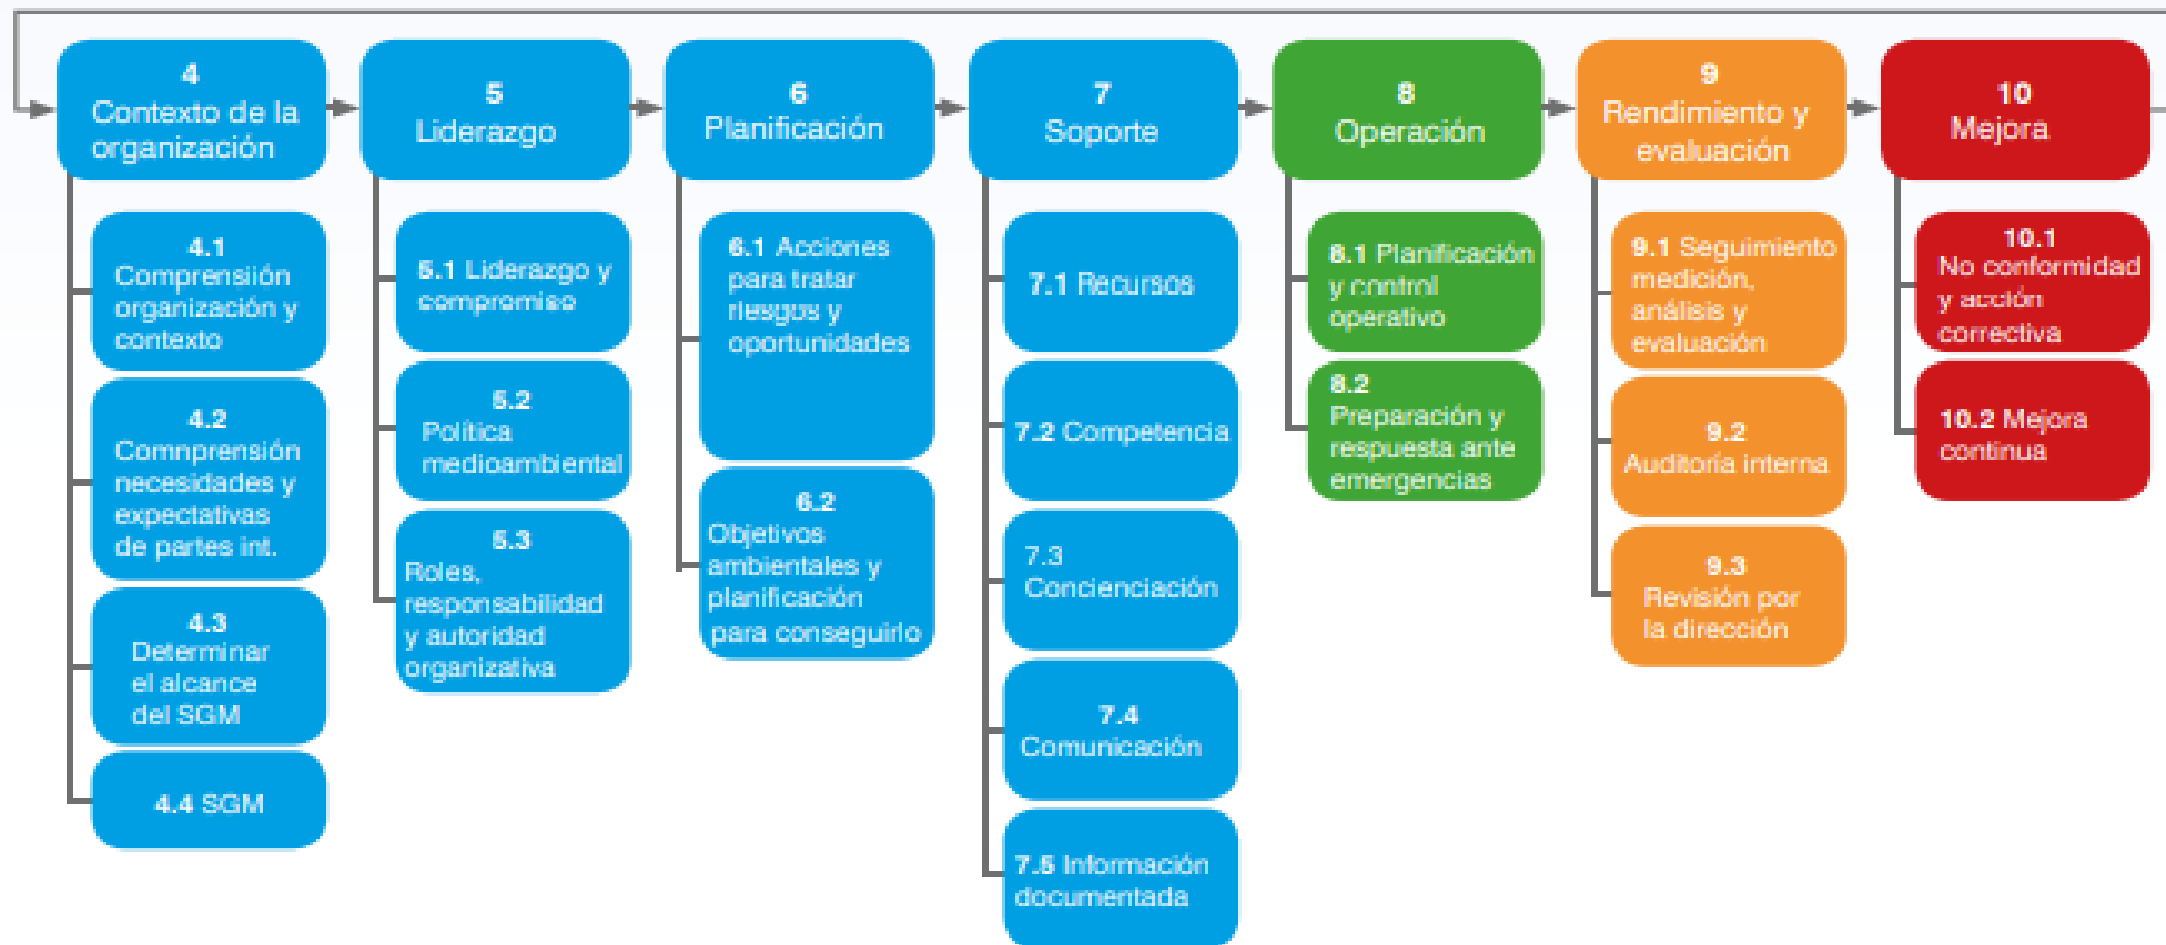 4
Contexto de la
organización
5
Liderazgo
6
Planificación
7
Soporte
8
Operación
9
Rendimiento y
evaluación
10
Mejora
4.1
Comprensión
organización y
contexto
4.2
Comnprensión
necesidades y
expectativas
de partes int.
4.3
Determinar
el alcance
del SGM
4.4 SGM
5.1 Liderazgo y
compromiso
5.2
Política
medioambiental
5.3
Roles,
responsabilidad
y autoridad
organizativa
6.1 Acciones
para tratar
riesgos y
oportunidades
6.2
Objetivos
ambientales y
planificación
para conseguirlo
7.1 Recursos
7.2 Competencia
7.3
Concienciación
7.4
Comunicación
7.5 Información
documentada
8.1 Planificación
y control
operativo
8.2
Preparación y
respuesta ante
emergencias
9.1 Seguimiento
medición,
análisis y
evaluación
9.2
Auditoría interna
9.3
Revisión por
la dirección
10.1
No conformidad
y acción
correctiva
10.2 Mejora
continua